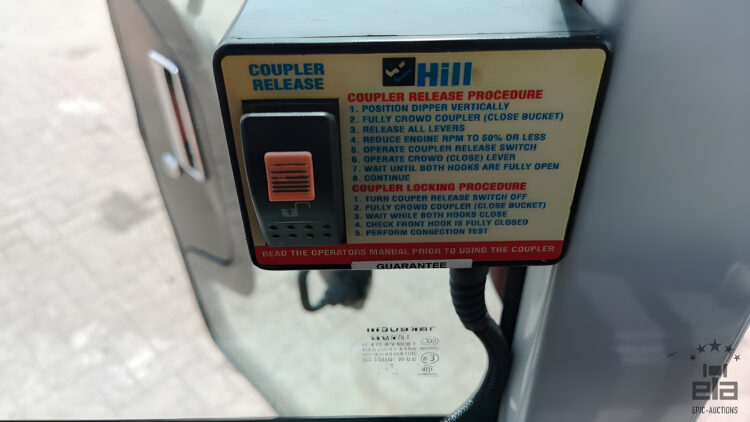 COUPLER
RELEASE
Hill
COUPLER RELEASE PROCEDURE
1. POSITION DIPPER VERTICALLY
2. FULLY CROWD COUPLER (CLOSE BUCKET)
3. RELEASE ALL LEVERS
4. REDUCE ENGINE RPM TO 50% OR LESS
5. OPERATE COUPLER RELEASE SWITCH
6. OPERATE CROWD (CLOSE) LEVER
7. WAIT UNTIL BOTH HOOKS ARE FULLY OPEN
8. CONTINUE
COUPLER LOCKING PROCEDURE
1. TURN COUPER RELEASE SWITCH OFF
2. FULLY CROWD COUPLER (CLOSE BUCKET)
3. WAIT WHILE BOTH HOOKS CLOSE
4. CHECK FRONT HOOK IS FULLY CLOSED
5. PERFORM CONNECTION TEST
READ THE OPERATORS MANUAL PRIOR TO USING THE COUPLER
GUARANTEE
EPIC-AUCTIONS